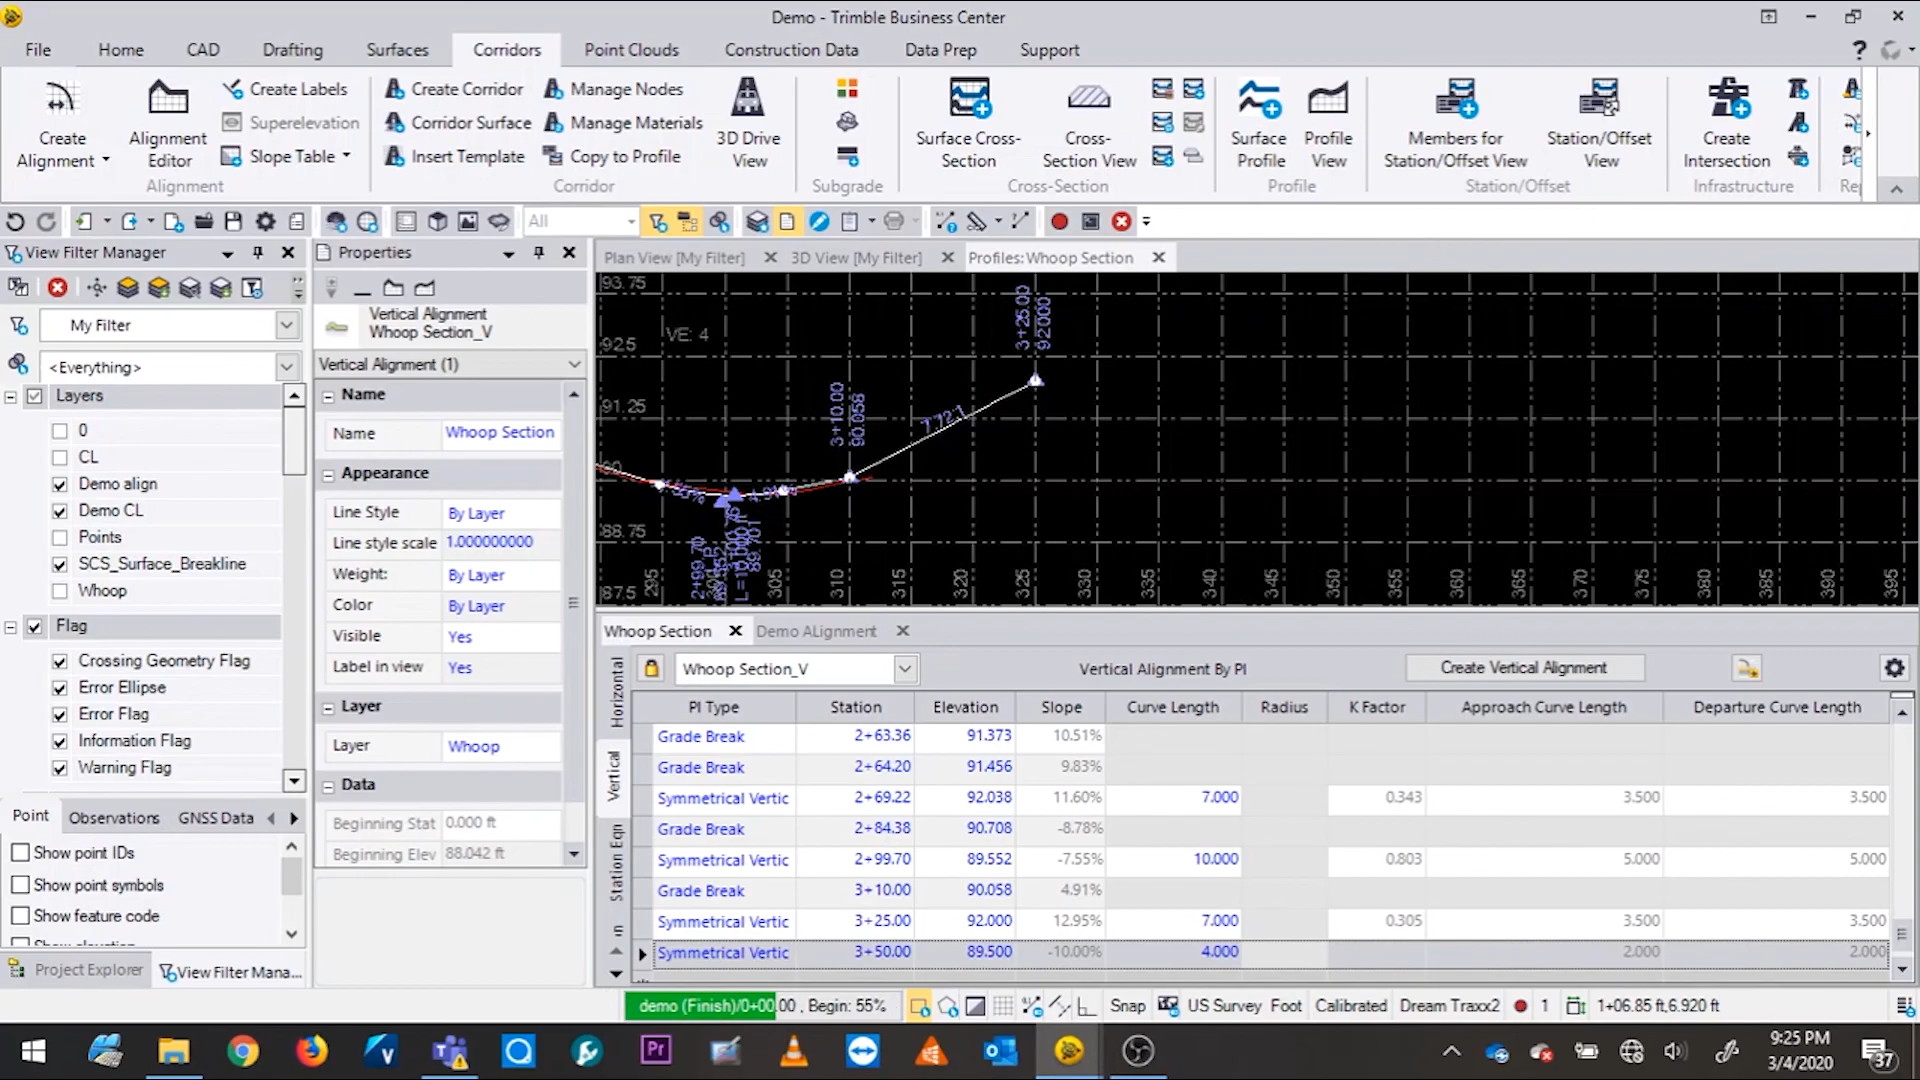 Demo - Trimble Business Center
File Home CAD Drafting Surfaces Corridors Point Clouds Construction Data Data Prep Support
Create Alignment
Alignment Editor
Create Labels
Superelevation
Slope Table
Alignment
Create Corridor
Corridor Surface
Insert Template
Manage Nodes
Manage Materials
Copy to Profile
3D Drive View
Corridor
Subgrade
Surface Cross-Section
Cross-Section View
Cross-Section
Surface Profile
Profile View
Profile
Members for Station/Offset View
Station/Offset View
Station/Offset
Create Intersection
Infrastructure
All
View Filter Manager
My Filter
<Everything>
Layers
0
CL
Demo align
Demo CL
Points
SCS_Surface_Breakline
Whoop
Flag
Crossing Geometry Flag
Error Ellipse
Error Flag
Information Flag
Warning Flag
Point Observations GNSS Data
Show point IDs
Show point symbols
Show feature code
Project Explorer View Filter Mana...
Properties
Vertical Alignment
Whoop Section_V
Vertical Alignment (1)
Name
Name Whoop Section
Appearance
Line Style By Layer
Line style scale 1.000000000
Weight: By Layer
Color By Layer
Visible Yes
Label in view Yes
Layer
Layer Whoop
Data
Beginning Stat 0.000 ft
Beginning Elev 88.042 ft
Plan View [My Filter] 3D View [My Filter] Profiles: Whoop Section
93.75
92.5
91.25
90
88.75
87.5
VE: 4
3+25.00
92.000
3+10.00
90.058
7.72:1
2+99.70
89.701
295 305 310 315 320 325 330 335 340 345 350 355 360 365 370 375 380 385 390 395
Whoop Section Demo ALignment
Horizontal
Vertical
Station Eqn
Whoop Section_V Vertical Alignment By PI Create Vertical Alignment
PI Type Station Elevation Slope Curve Length Radius K Factor Approach Curve Length Departure Curve Length
Grade Break 2+63.36 91.373 10.51%
Grade Break 2+64.20 91.456 9.83%
Symmetrical Vertic 2+69.22 92.038 11.60% 7.000 0.343 3.500 3.500
Grade Break 2+84.38 90.708 -8.78%
Symmetrical Vertic 2+99.70 89.552 -7.55% 10.000 0.803 5.000 5.000
Grade Break 3+10.00 90.058 4.91%
Symmetrical Vertic 3+25.00 92.000 12.95% 7.000 0.305 3.500 3.500
Symmetrical Vertic 3+50.00 89.500 -10.00% 4.000 2.000 2.000
demo (Finish)/0+00.00 , Begin: 55% Snap US Survey Foot Calibrated Dream Traxx2 1 1+06.85 ft,6.920 ft
9:25 PM
3/4/2020
37